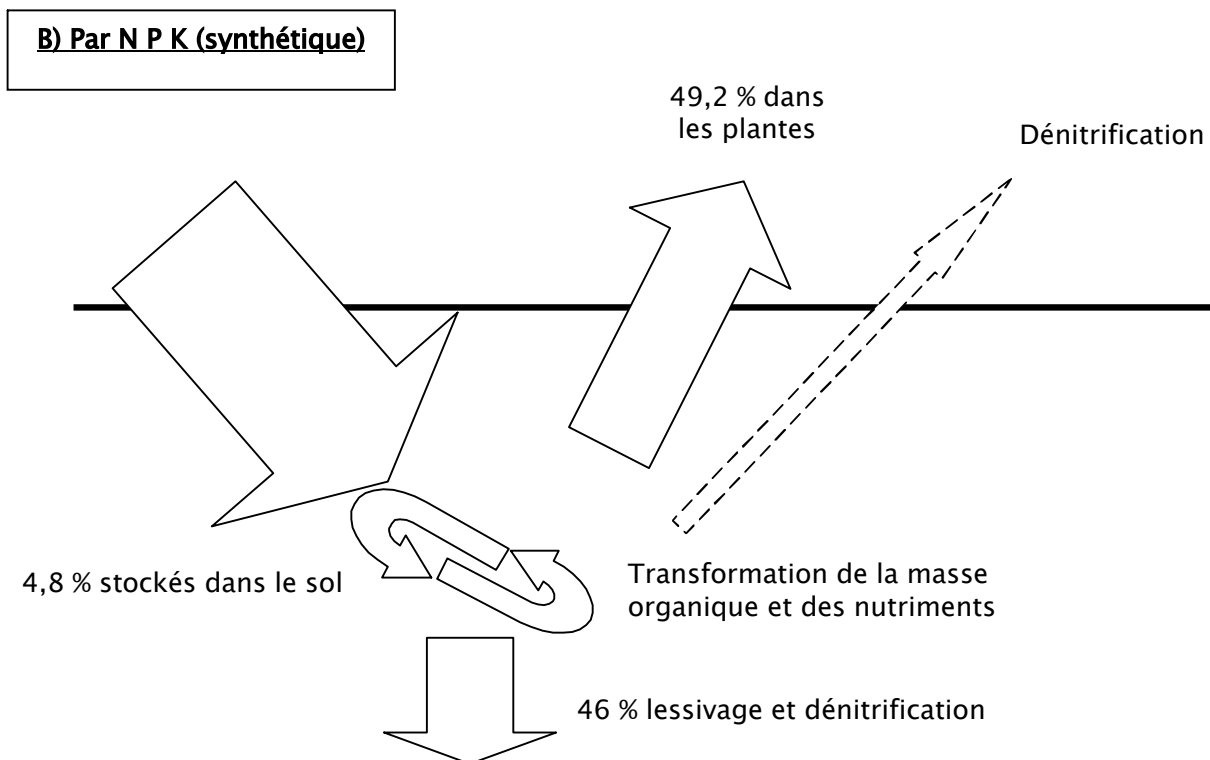 B) Par N P K (synthétique)
49,2 % dans
les plantes
Dénitrification
4,8 % stockés dans le sol
Transformation de la masse
organique et des nutriments
46 % lessivage et dénitrification